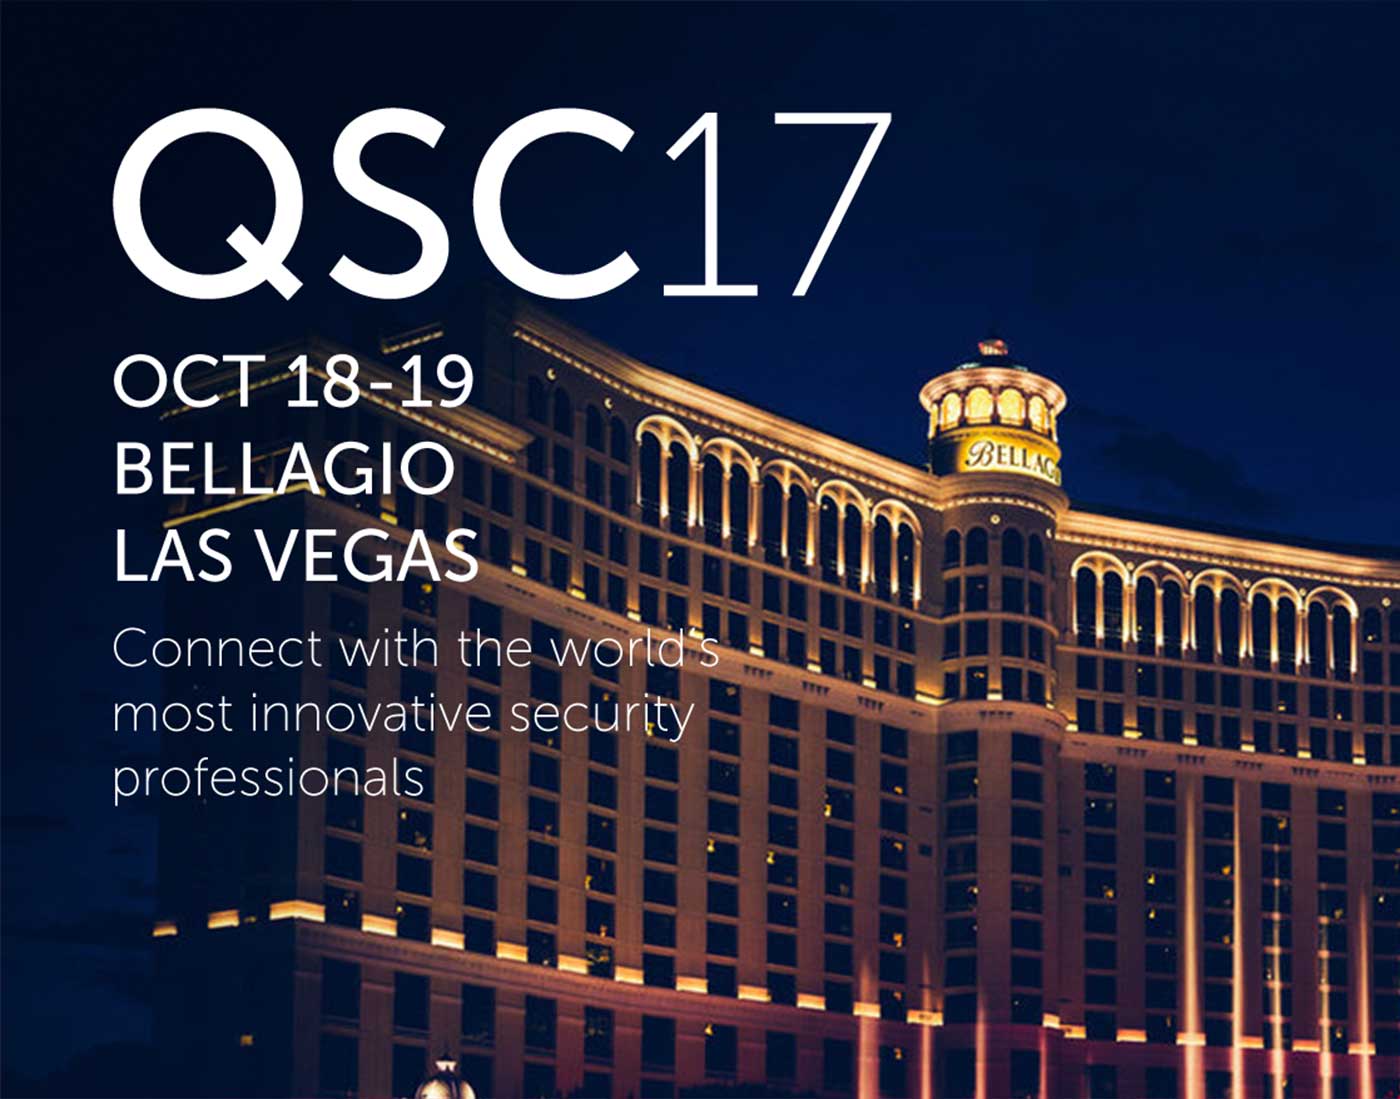 QSC17
OCT 18-19
BELLAGIO
LAS VEGAS
Connect with the world's
most innovative security
professionals
BELLAGIO